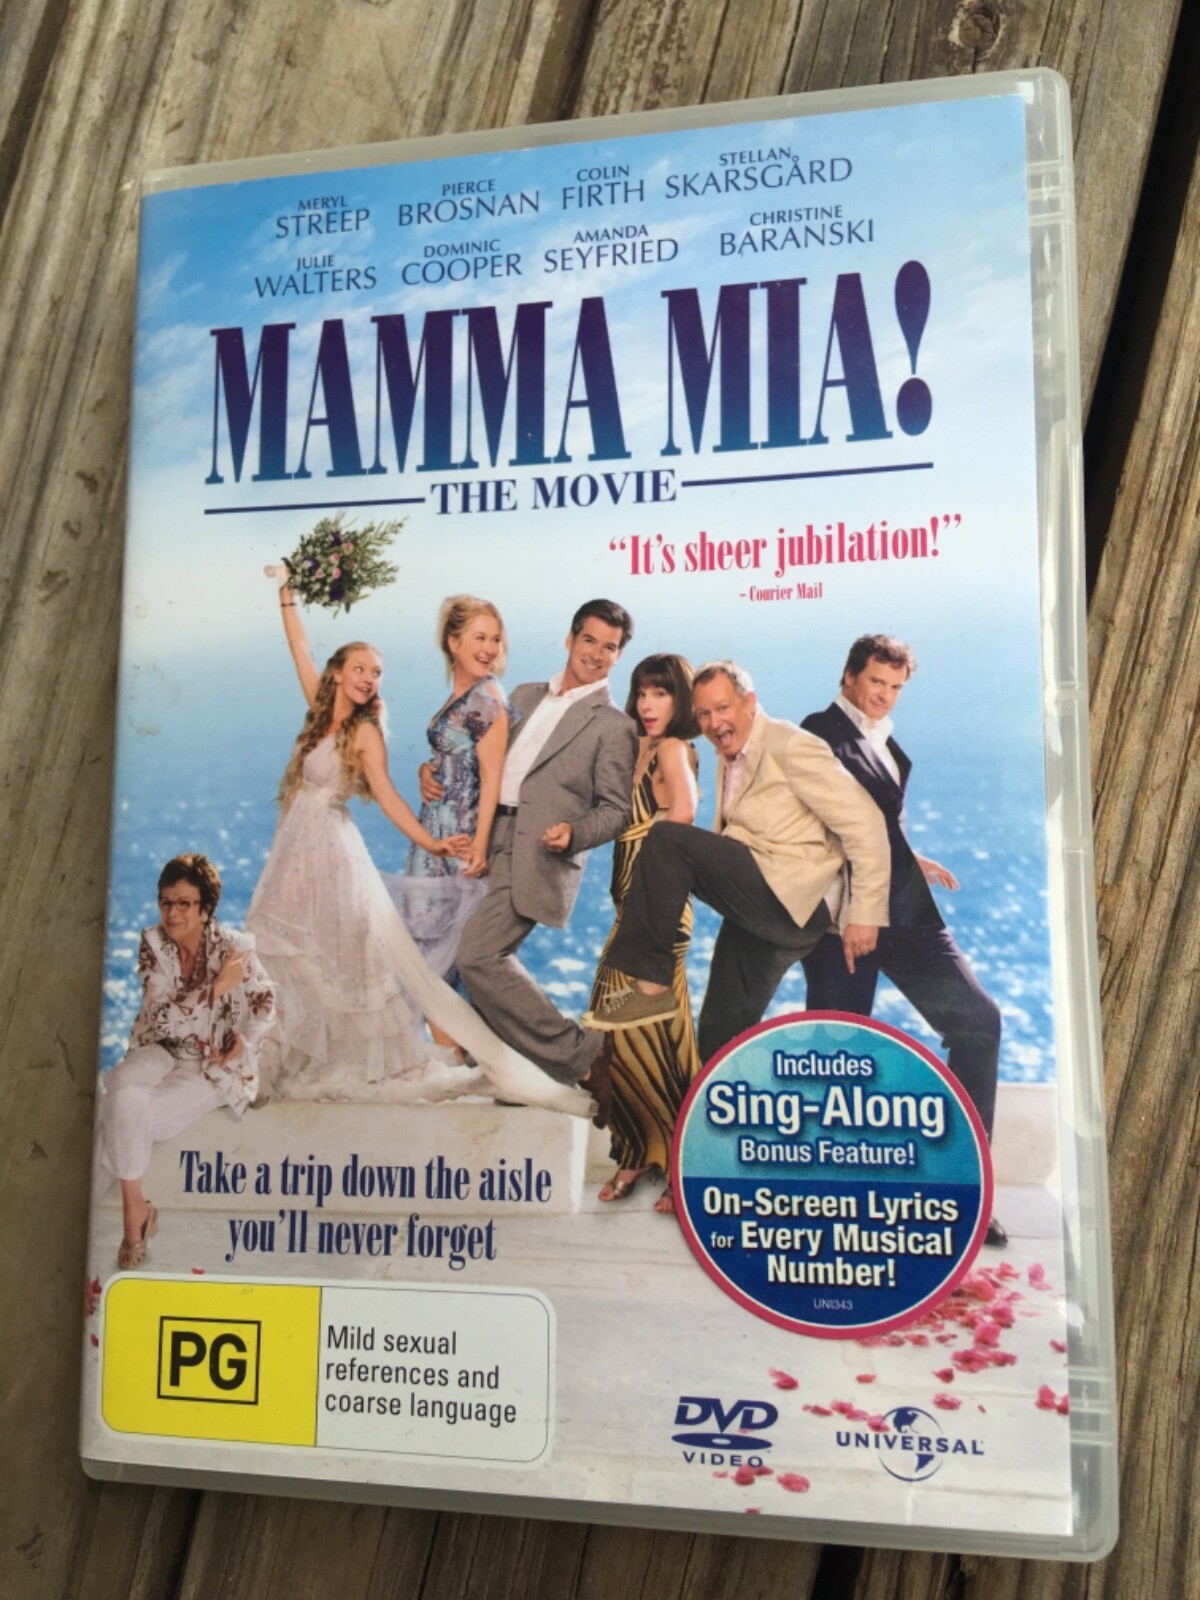 MERYL STREEP PIERCE BROSNAN COLIN FIRTH STELLAN SKARSGÅRD
JULIE WALTERS DOMINIC COOPER AMANDA SEYFRIED CHRISTINE BARANSKI
MAMMA MIA!
THE MOVIE
“It's sheer jubilation!”
- Courier Mail
Take a trip down the aisle
you'll never forget
Includes
Sing-Along
Bonus Feature!
On-Screen Lyrics
for Every Musical
Number!
UNI343
PG
Mild sexual
references and
coarse language
DVD
VIDEO
UNIVERSAL